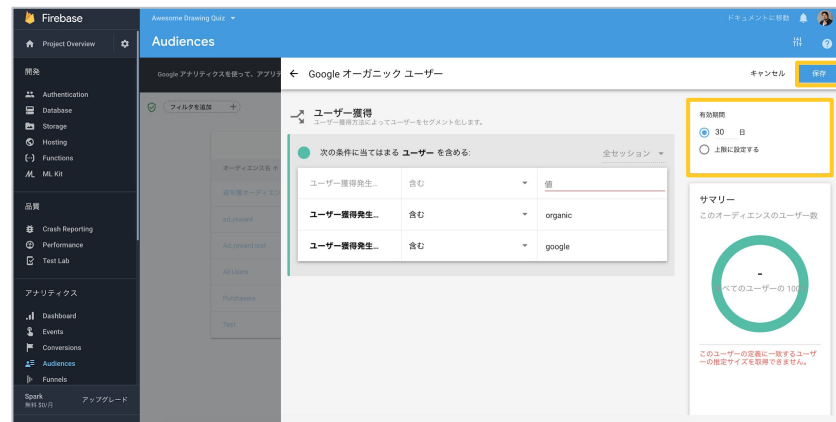 Firebase
Project Overview
開発
Authentication
Database
Storage
Hosting
Functions
ML Kit
品質
Crash Reporting
Performance
Test Lab
アナリティクス
Dashboard
Events
Conversions
Audiences
Funnels
Spark
無料 $0/月
アップグレード
Awesome Drawing Quiz
ドキュメントに移動
Audiences
Google アナリティクスを使って、アプリ
フィルタを追加
オーディエンス名
ad_reward
Ad_reward test
All Users
Purchasers
Test
Google オーガニック ユーザー
キャンセル
保存
ユーザー獲得
ユーザー獲得方法によってユーザーをセグメント化します。
次の条件に当てはまる ユーザー を含める:
全セッション
ユーザー獲得発生... 含む 値
ユーザー獲得発生... 含む organic
ユーザー獲得発生... 含む google
有効期間
30 日
上限に設定する
サマリー
このオーディエンスのユーザー数
-
べてのユーザーの 100
このユーザーの定義に一致するユーザ
ーの推定サイズを取得できません。